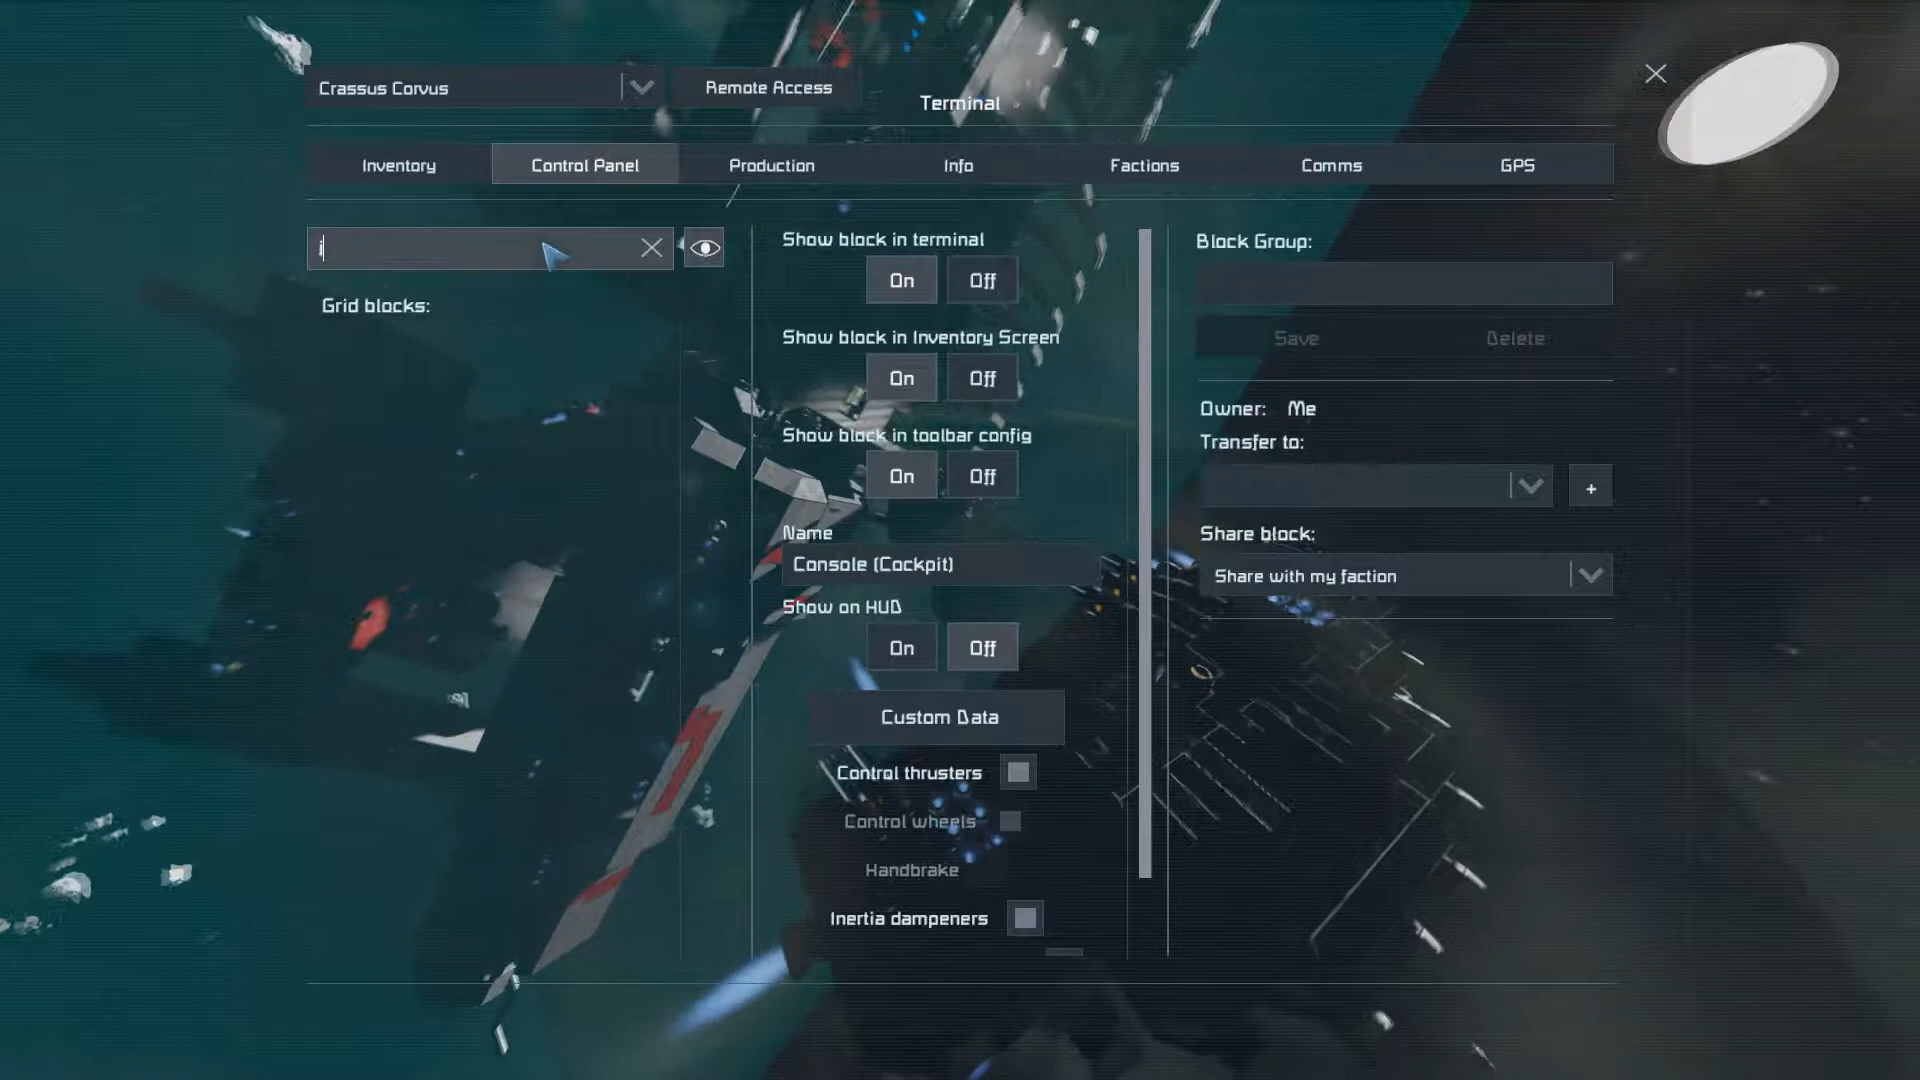 Crassus Corvus
Remote Access
Terminal
Inventory
Control Panel
Production
Info
Factions
Comms
GPS
i
Grid blocks:
Show block in terminal
On
Off
Show block in Inventory Screen
On
Off
Show block in toolbar config
On
Off
Name
Console (Cockpit)
Show on HUD
On
Off
Custom Data
Control thrusters
Control wheels
Handbrake
Inertia dampeners
Block Group:
Save
Delete
Owner: Me
Transfer to:
+
Share block:
Share with my faction